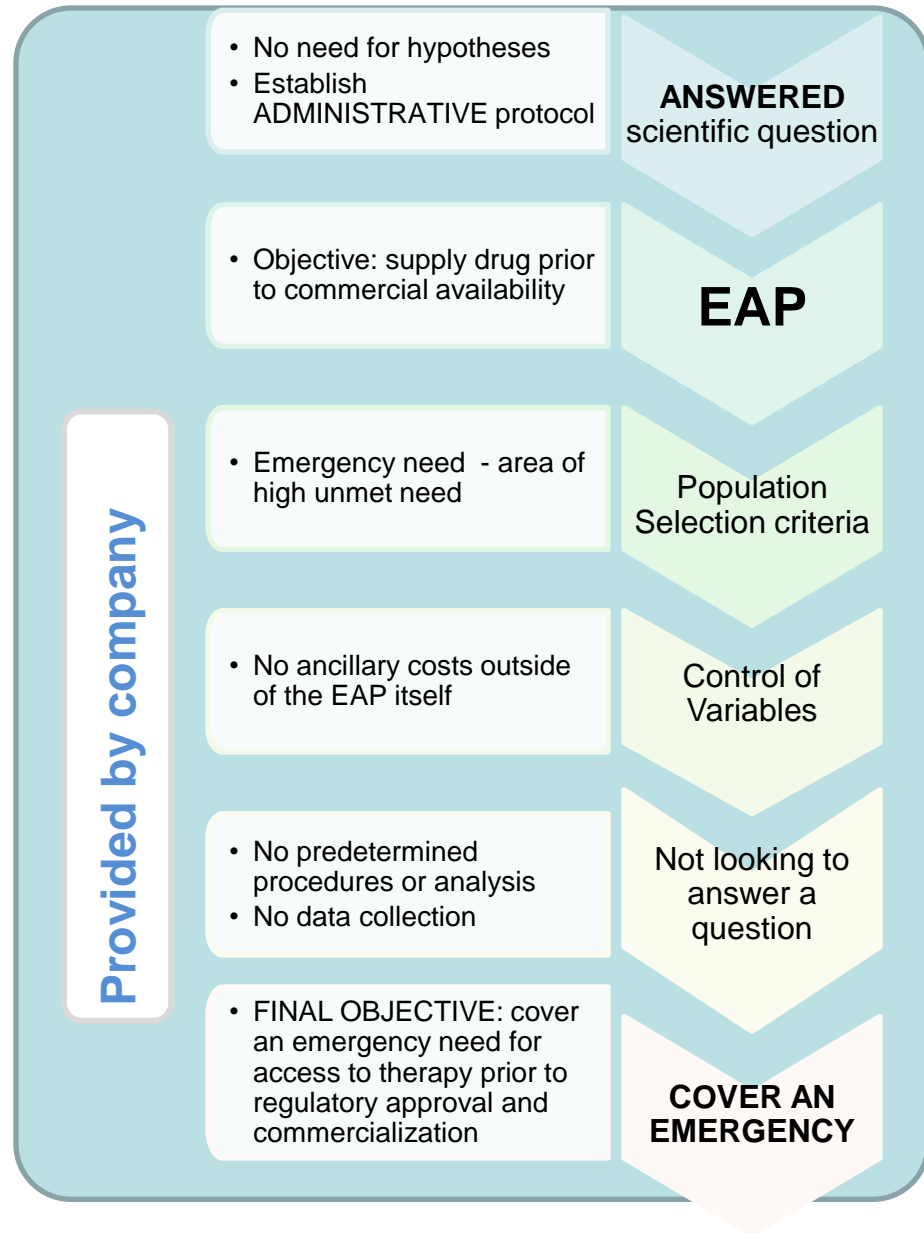 • No need for hypotheses
• Establish
ADMINISTRATIVE protocol
ANSWERED
scientific question
• Objective: supply drug prior
to commercial availability
EAP
Provided by company
• Emergency need - area of
high unmet need
Population
Selection criteria
• No ancillary costs outside
of the EAP itself
Control of
Variables
• No predetermined
procedures or analysis
• No data collection
Not looking to
answer a
question
• FINAL OBJECTIVE: cover
an emergency need for
access to therapy prior to
regulatory approval and
commercialization
COVER AN
EMERGENCY